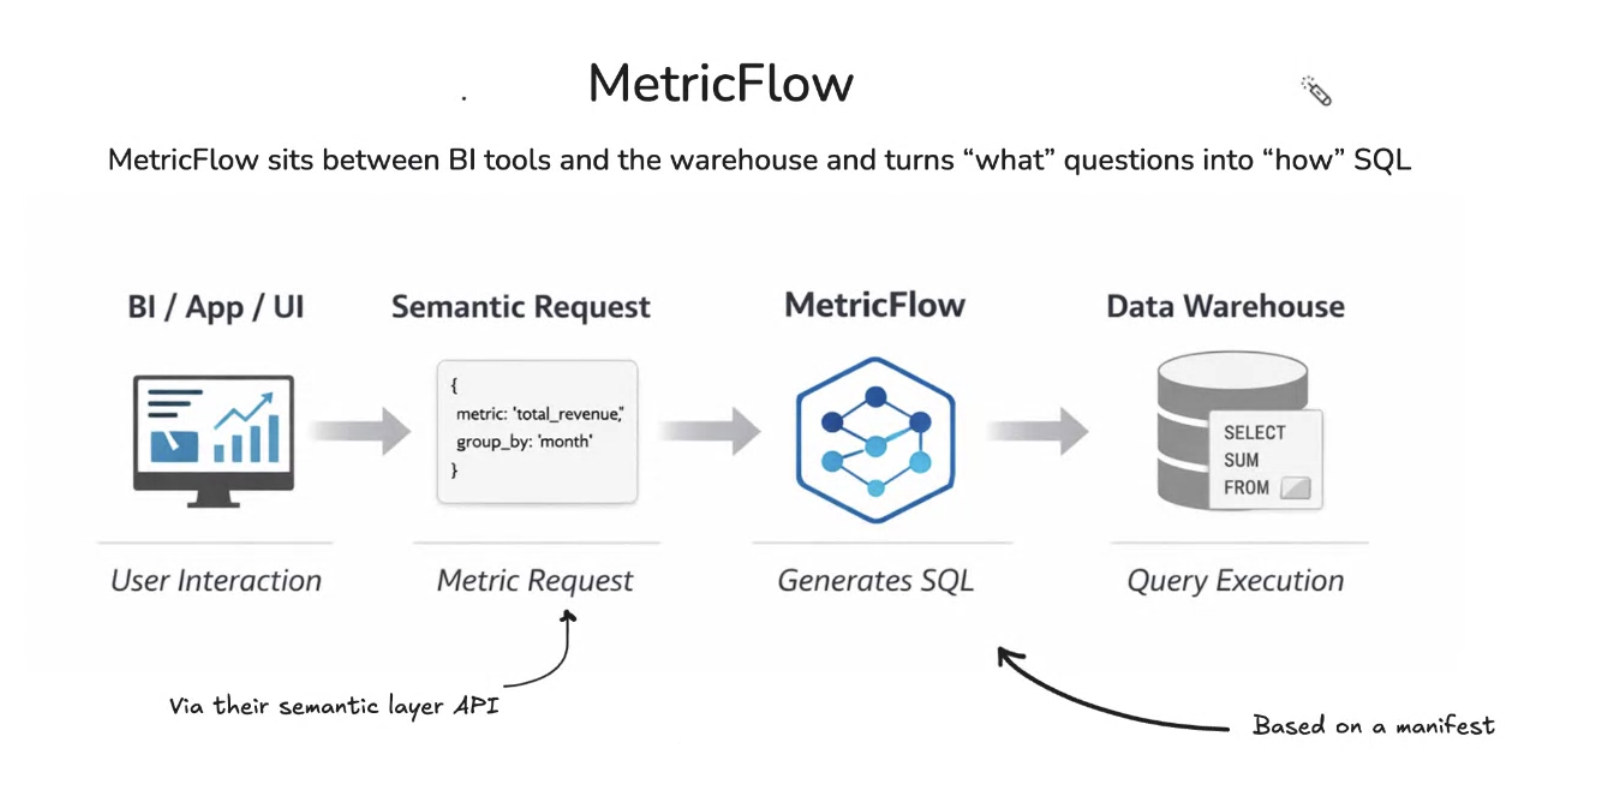 MetricFlow
MetricFlow sits between BI tools and the warehouse and turns “what” questions into “how” SQL
BI / App / UI
Semantic Request
MetricFlow
Data Warehouse
{
metric: 'total_revenue,'
group_by: 'month'
}
SELECT
SUM
FROM
User Interaction
Metric Request
Generates SQL
Query Execution
Via their semantic layer API
Based on a manifest